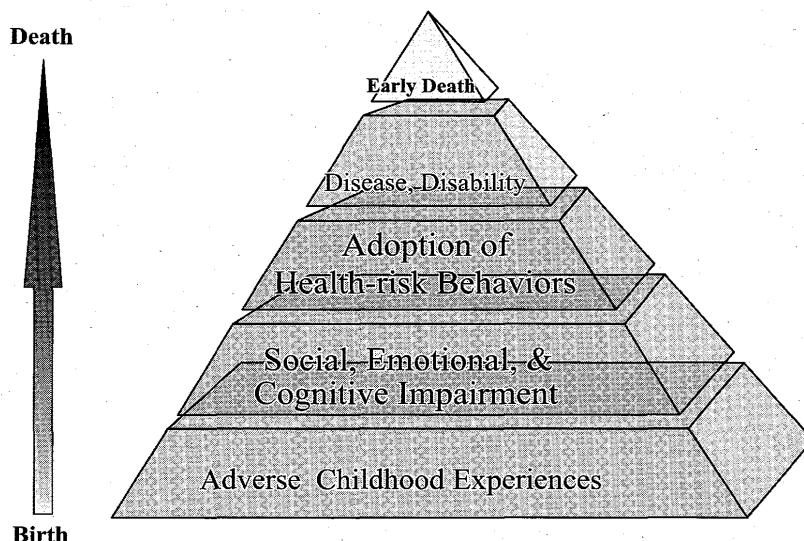 Death
Early Death
Disease, Disability
Adoption of
Health-risk Behaviors
Social, Emotional, &
Cognitive Impairment
Adverse Childhood Experiences
Birth